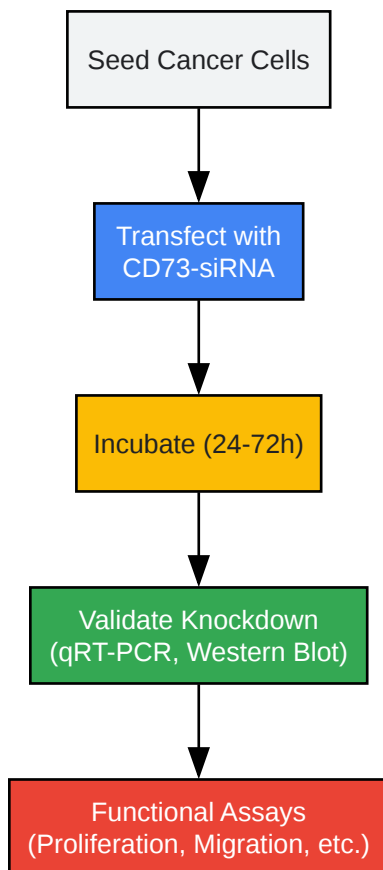 Seed Cancer Cells
Transfect with
CD73-siRNA
Incubate (24-72h)
Validate Knockdown
(qRT-PCR, Western Blot)
Functional Assays
(Proliferation, Migration, etc.)